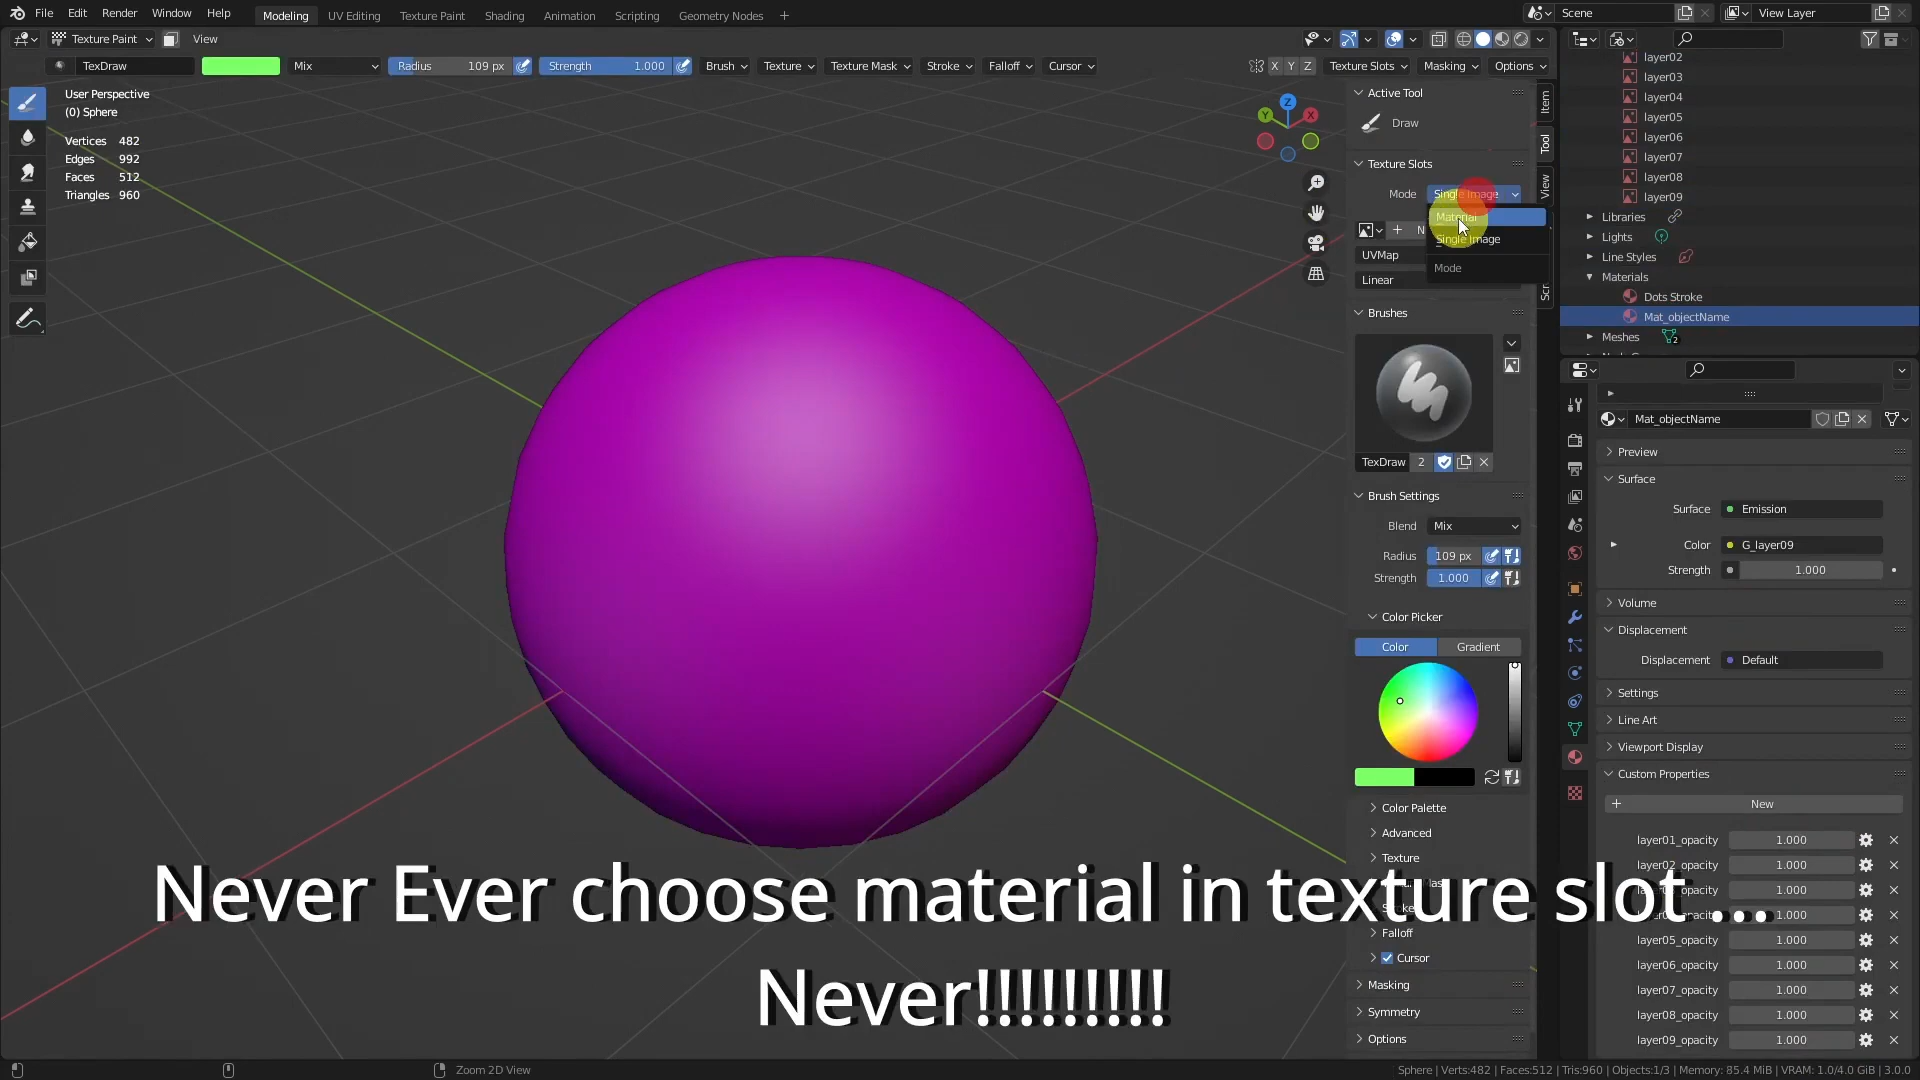 File Edit Render Window Help Modeling UV Editing Texture Paint Shading Animation Scripting Geometry Nodes + Scene View Layer
Texture Paint View
TexDraw Mix Radius 109 px Strength 1.000 Brush Texture Texture Mask Stroke Falloff Cursor X Y Z Texture Slots Masking Options
User Perspective
(0) Sphere
Vertices 482
Edges 992
Faces 512
Triangles 960
Z
Y
X
Active Tool
Draw
Texture Slots
Mode Single Image
Material
Single Image
Mode
+ N
UVMap
Linear
Item
Tool
View
Scr
Brushes
TexDraw 2
Brush Settings
Blend Mix
Radius 109 px
Strength 1.000
Color Picker
Color Gradient
Color Palette
Advanced
Texture
Falloff
Cursor
Masking
Symmetry
Options
layer02
layer03
layer04
layer05
layer06
layer07
layer08
layer09
Libraries
Lights
Line Styles
Materials
Dots Stroke
Mat_objectName
Meshes 2
Mat_objectName
Preview
Surface
Surface Emission
Color G_layer09
Strength 1.000
Volume
Displacement
Displacement Default
Settings
Line Art
Viewport Display
Custom Properties
+ New
layer01_opacity 1.000
layer02_opacity 1.000
1.000
1.000
layer05_opacity 1.000
layer06_opacity 1.000
layer07_opacity 1.000
layer08_opacity 1.000
layer09_opacity 1.000
Never Ever choose material in texture slot ...
Never!!!!!!!!!
Zoom 2D View
Sphere | Verts:482 | Faces:512 | Tris:960 | Objects:1/3 | Memory: 85.4 MiB | VRAM: 1.0/4.0 GiB | 3.0.0